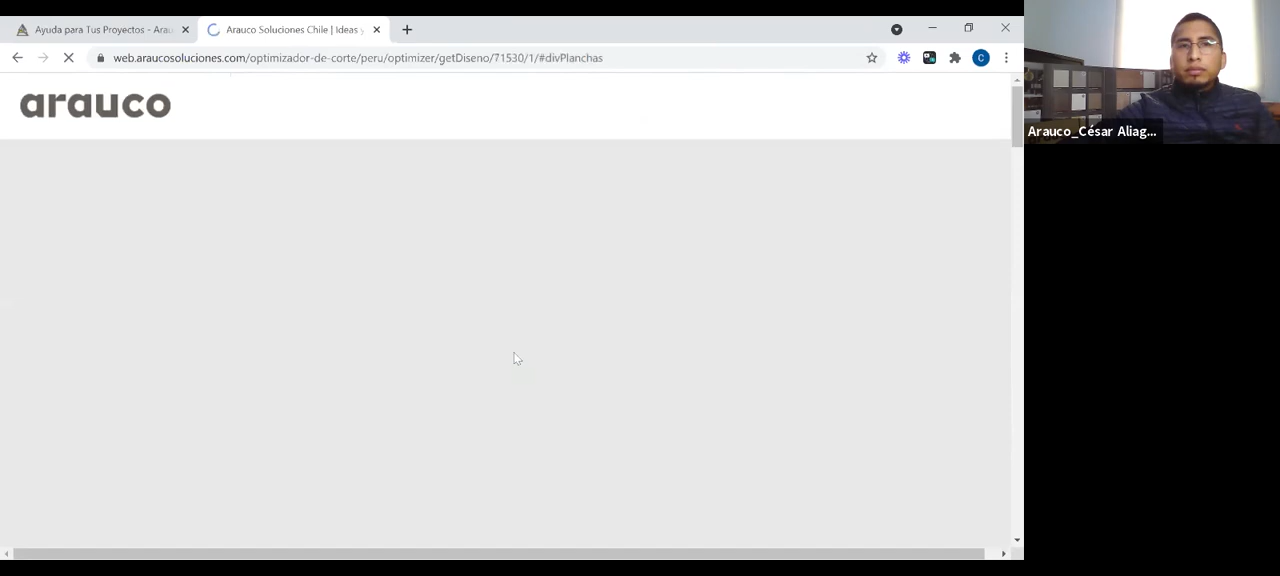 Ayuda para Tus Proyectos - Arau
Arauco Soluciones Chile | Ideas y
web.araucosoluciones.com/optimizador-de-corte/peru/optimizer/getDiseno/71530/1/#divPlanchas
C
arauco
Arauco_César Aliag...